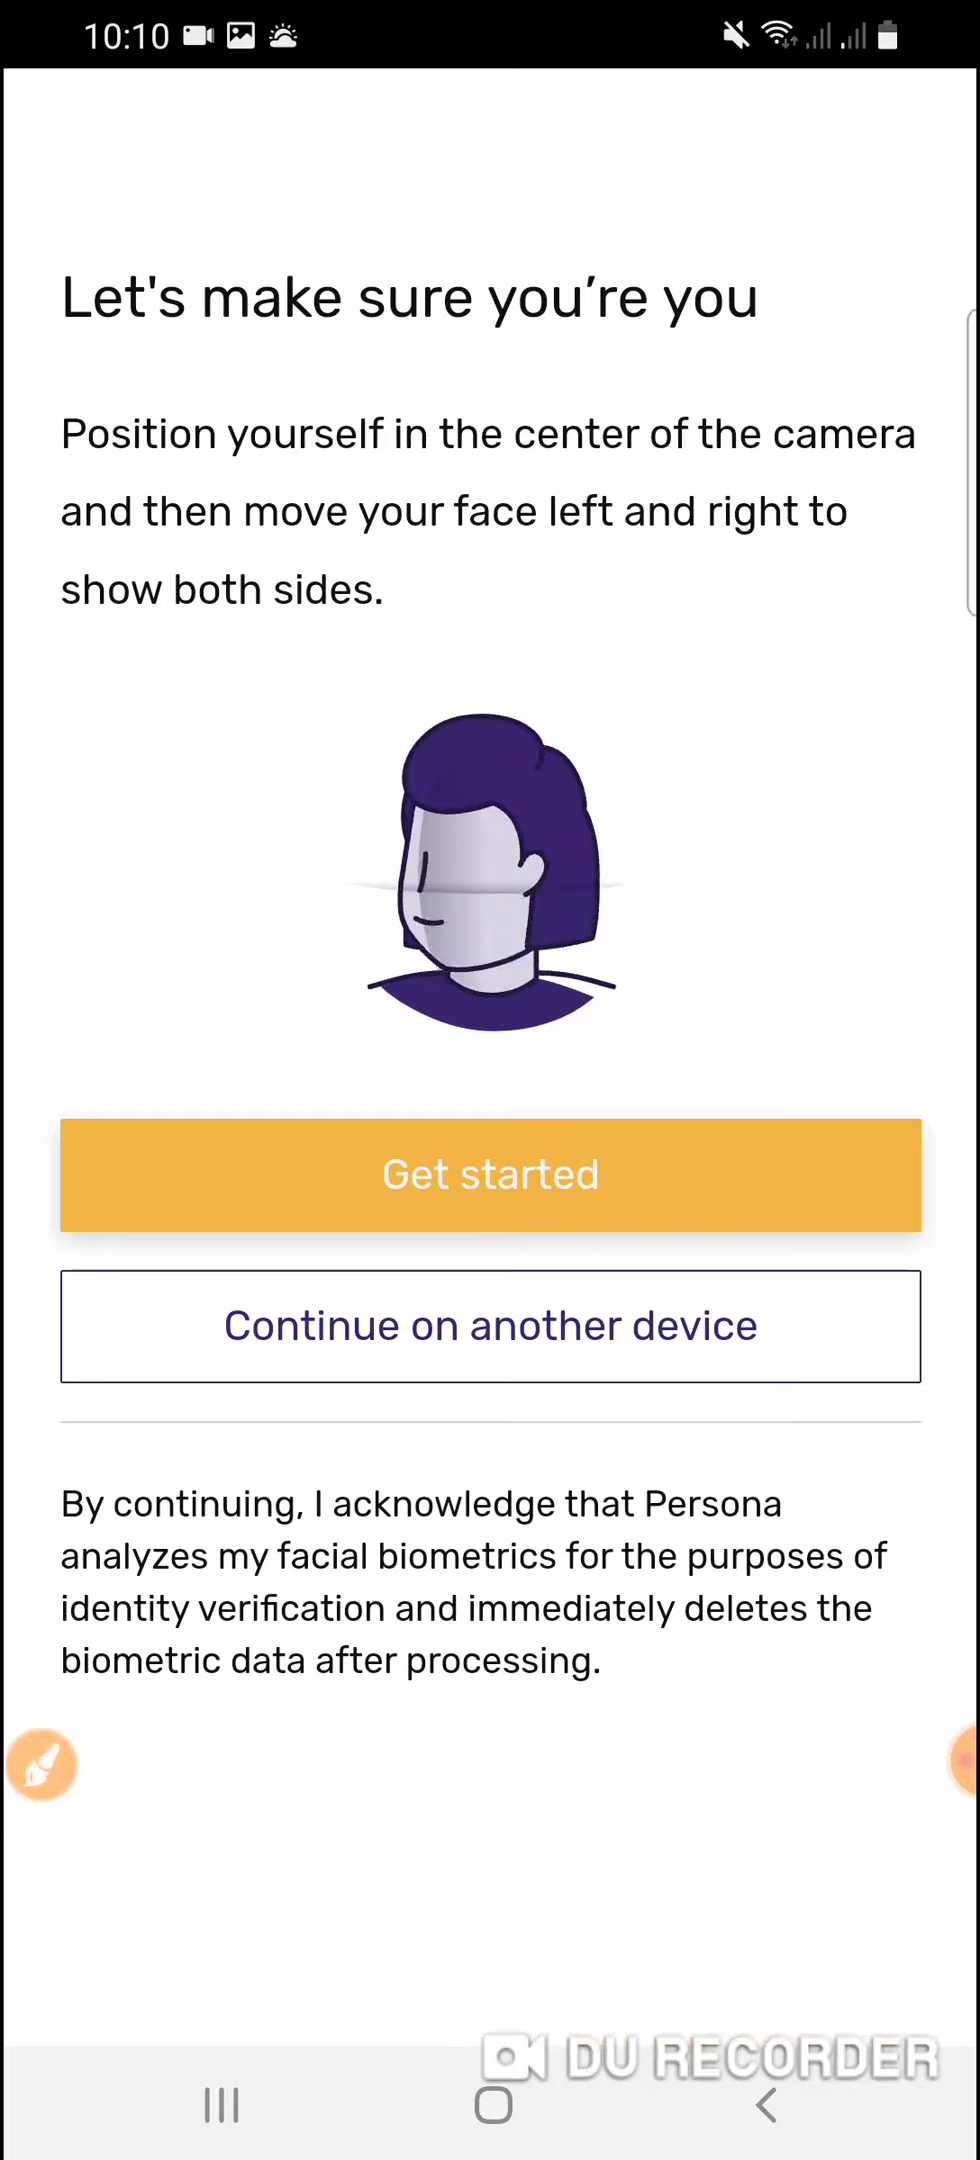 10:10
Let's make sure you’re you
Position yourself in the center of the camera
and then move your face left and right to
show both sides.
Get started
Continue on another device
By continuing, I acknowledge that Persona
analyzes my facial biometrics for the purposes of
identity verification and immediately deletes the
biometric data after processing.
DU RECORDER